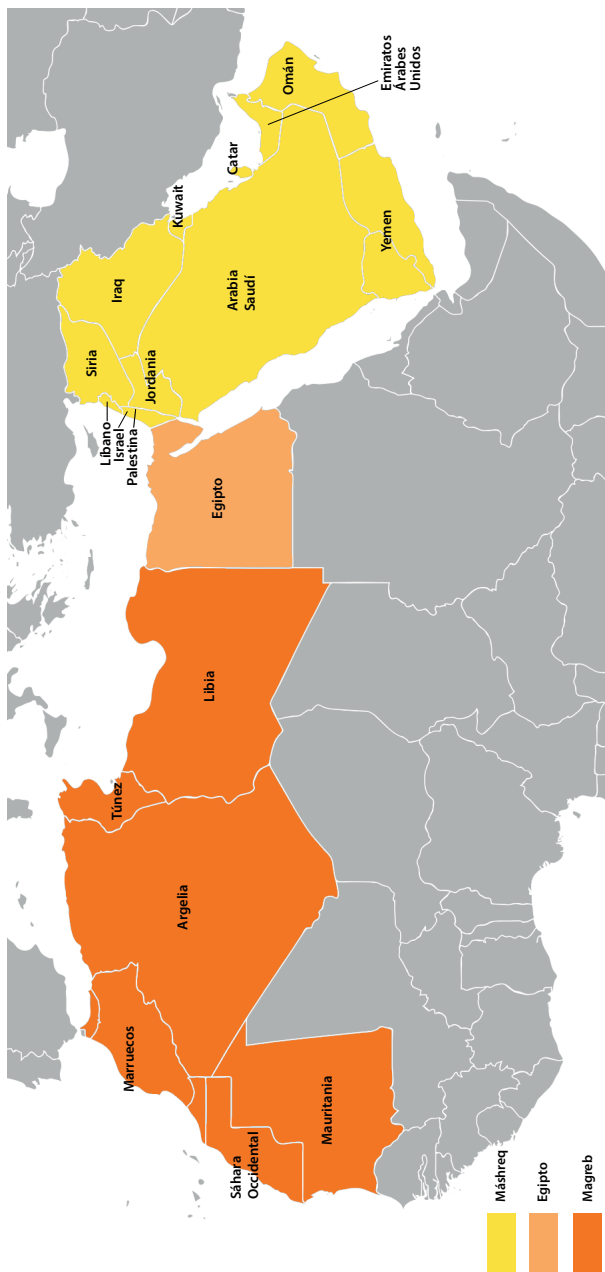 Omán
Emiratos
Árabes
Unidos
Catar
Kuwait
Yemen
Iraq
Arabia
Saudí
Siria
Jordania
Líbano
Israel
Palestina
Egipto
Libia
Túnez
Argelia
Marruecos
Mauritania
Sáhara
Occidental
Máshreq
Egipto
Magreb